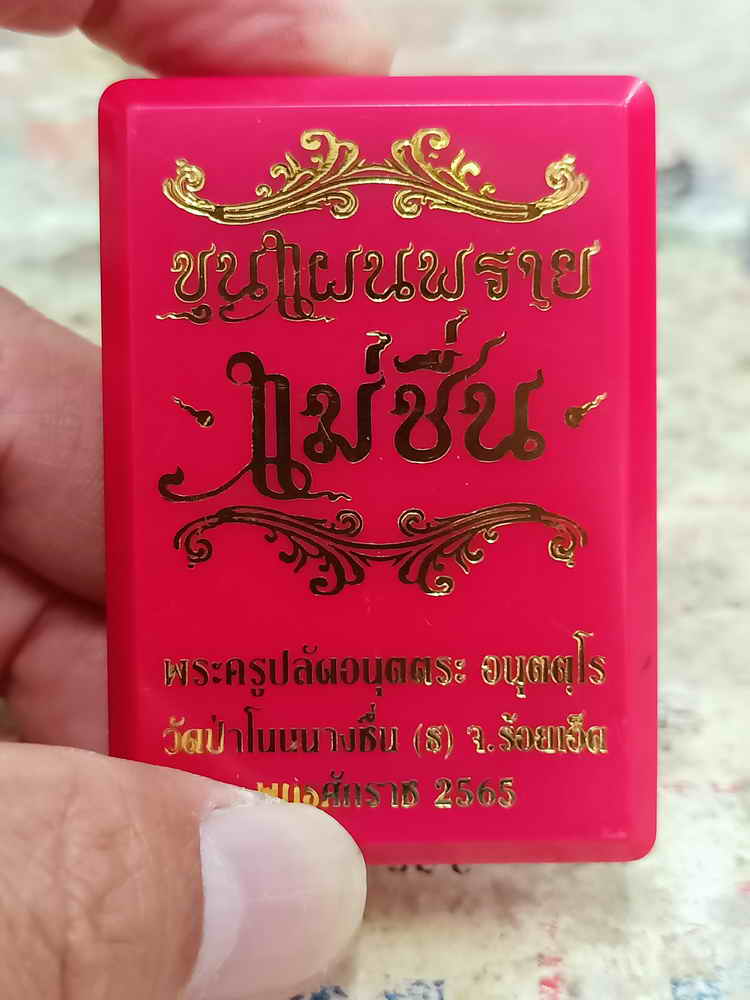 ขุนแผนพราย
แม่ชื่น
พระครูปลัดอนุตตระ อนุตตฺโร
วัดป่าโนนนางชื่น (ธ) จ.ร้อยเอ็ด
ศักราช 2565